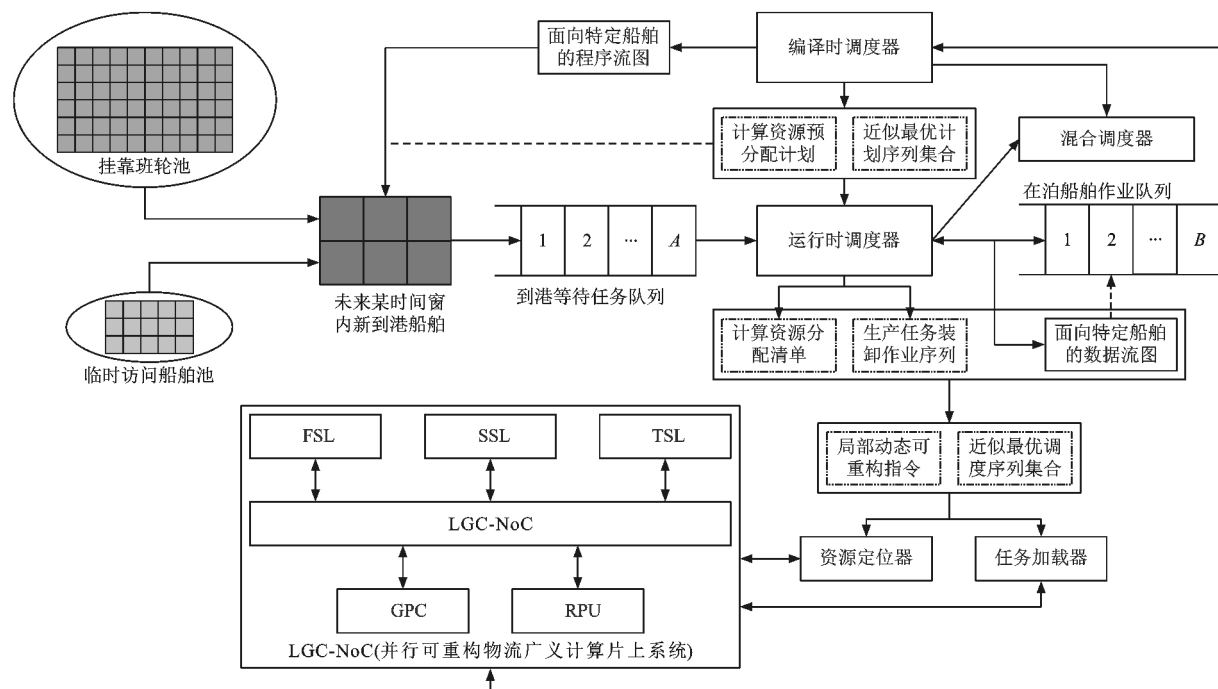 面向特定船舶
的程序流图
编译时调度器
挂靠班轮池
计算资源预
分配计划
近似最优计
划序列集合
混合调度器
在泊船舶作业队列
1
2
...
B
1
2
...
A
运行时调度器
未来某时间窗
内新到港船舶
到港等待任务队列
临时访问船舶池
计算资源分
配清单
生产任务装
卸作业序列
面向特定船舶
的数据流图
FSL
SSL
TSL
局部动态可
重构指令
近似最优调
度序列集合
LGC-NoC
资源定位器
任务加载器
GPC
RPU
LGC-NoC(并行可重构物流广义计算片上系统)